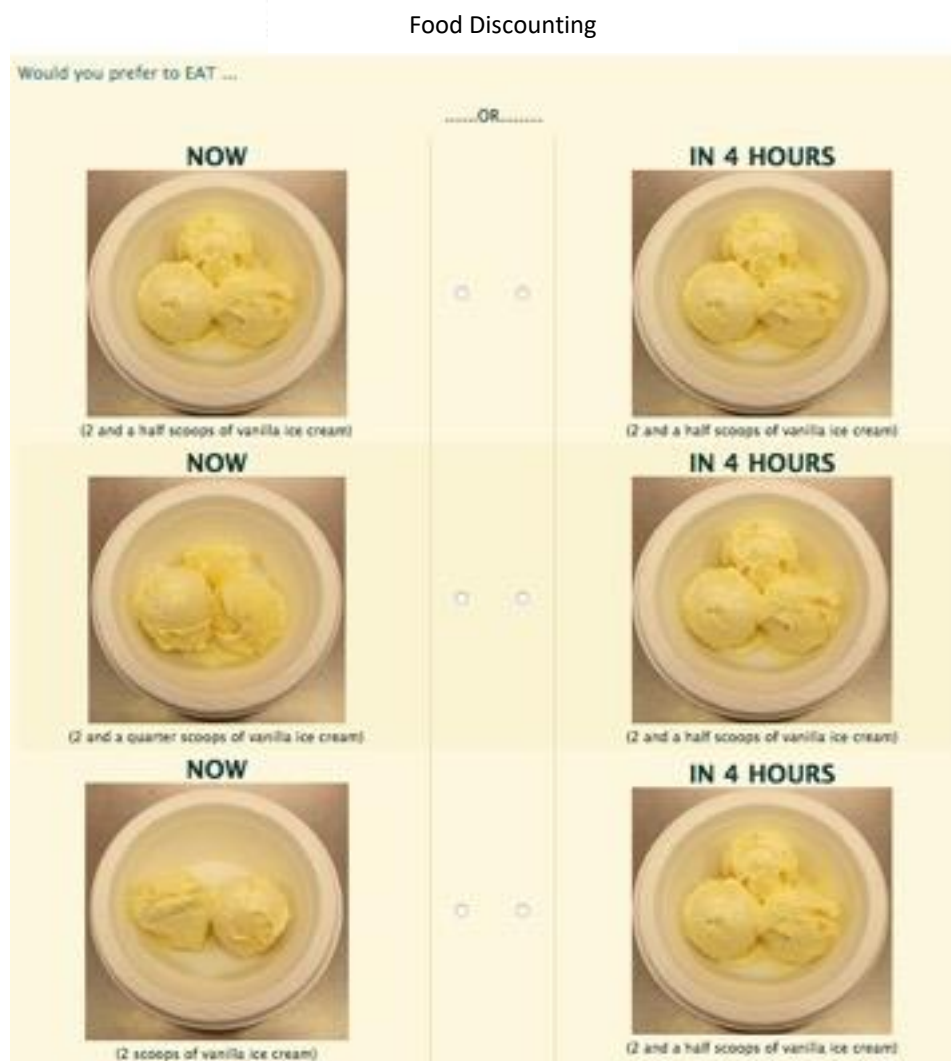 Food Discounting
Would you prefer to EAT ...
.......OR.........
NOW
IN 4 HOURS
(2 and a half scoops of vanilla ice cream)
(2 and a half scoops of vanilla ice cream)
NOW
IN 4 HOURS
(2 and a quarter scoops of vanilla ice cream)
(2 and a half scoops of vanilla ice cream)
NOW
IN 4 HOURS
(2 scoops of vanilla ice cream)
(2 and a half scoops of vanilla ice cream)